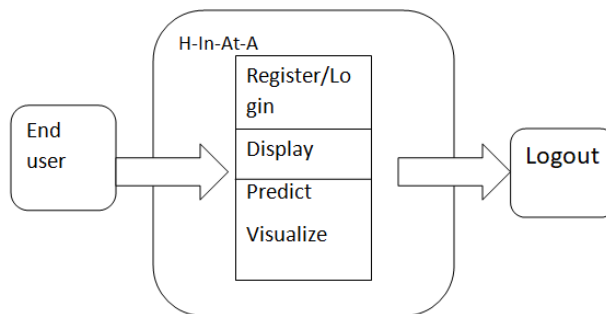 H-In-At-A
Register/Lo
gin
End
user
Display
Predict
Visualize
Logout